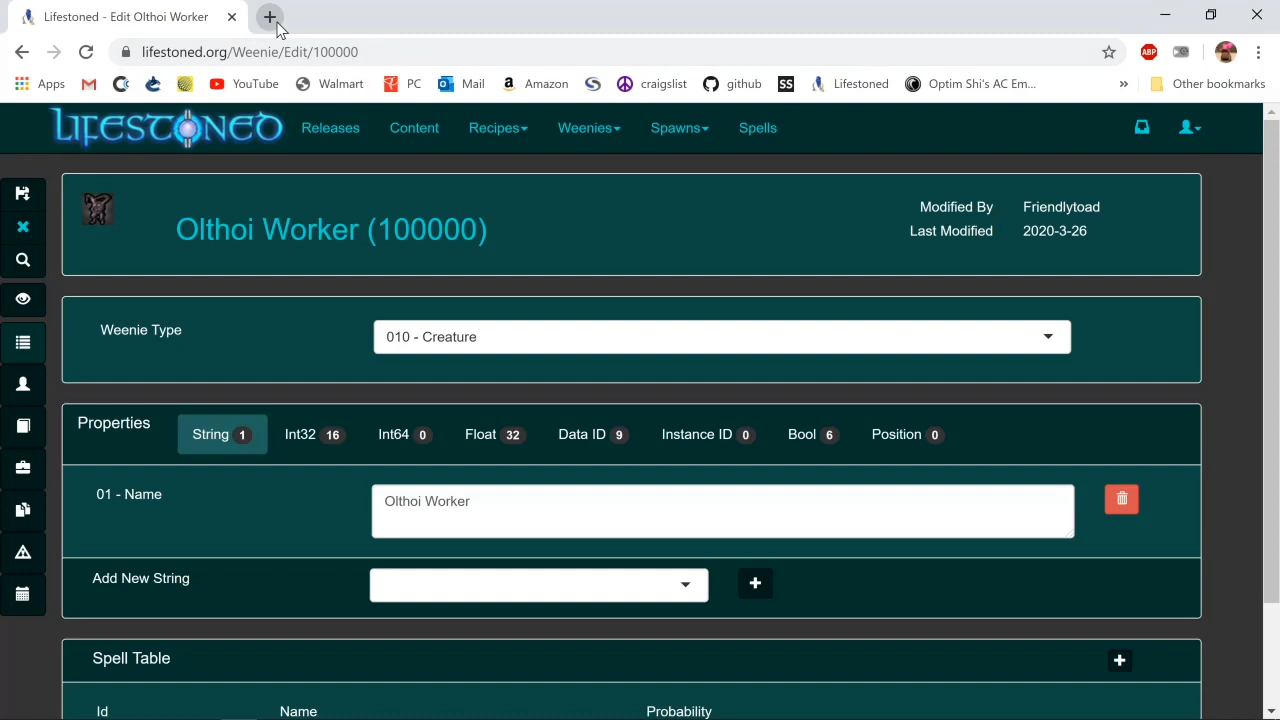 Lifestoned - Edit Olthoi Worker
lifestoned.org/Weenie/Edit/100000
ABP
Apps YouTube Walmart PC Mail Amazon craigslist github SS Lifestoned Optim Shi's AC Em... » Other bookmarks
LIFESTONED Releases Content Recipes Weenies Spawns Spells
Olthoi Worker (100000)
Modified By Friendlytoad
Last Modified 2020-3-26
Weenie Type 010 - Creature
Properties String 1 Int32 16 Int64 0 Float 32 Data ID 9 Instance ID 0 Bool 6 Position 0
01 - Name Olthoi Worker
Add New String
Spell Table
Id Name Probability